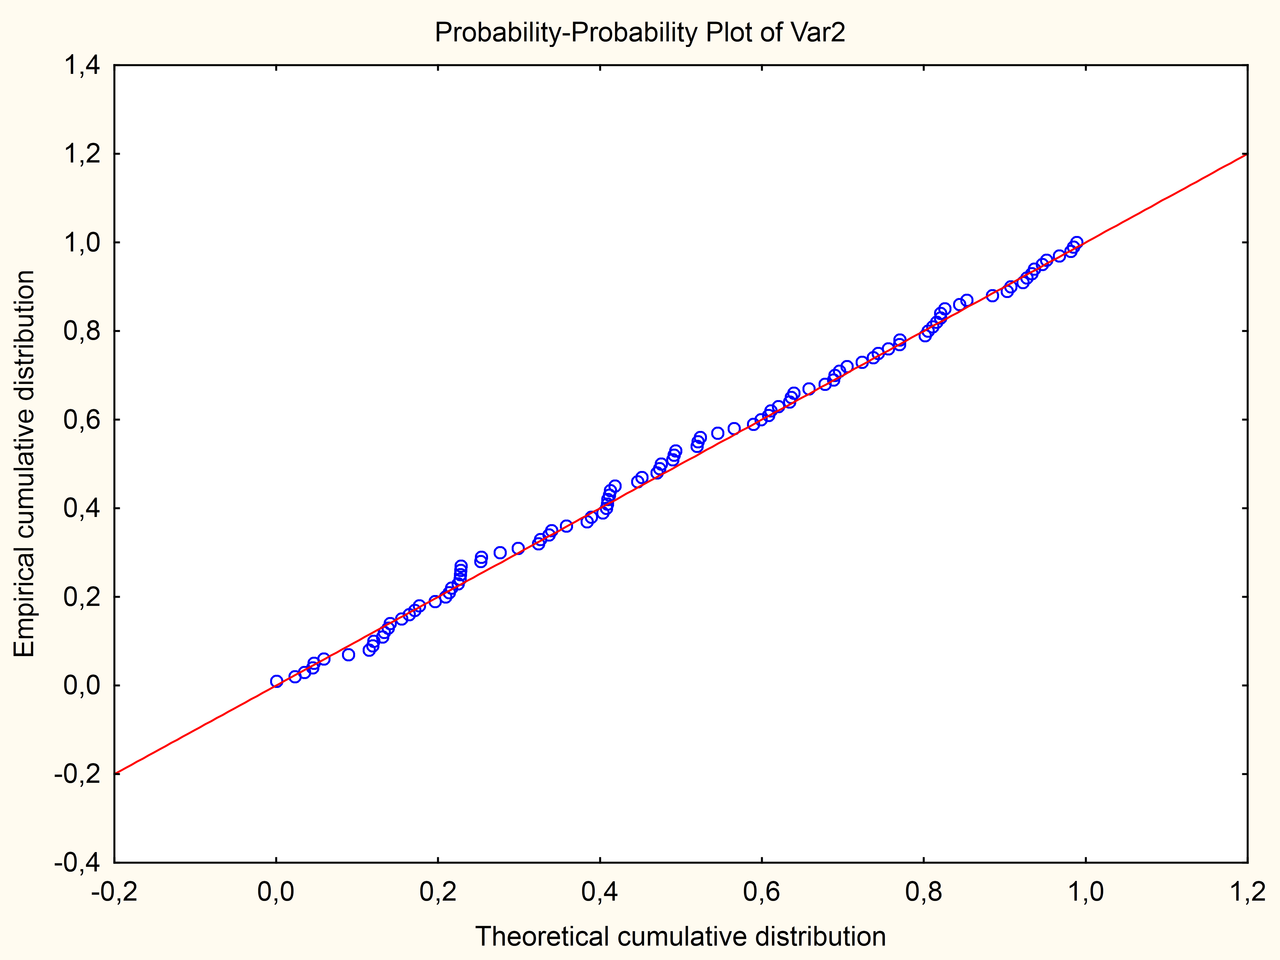 Probability-Probability Plot of Var2
1,4
1,2
1,0
0,8
0,6
0,4
0,2
0,0
-0,2
-0,4
Empirical cumulative distribution
-0,2 0,0 0,2 0,4 0,6 0,8 1,0 1,2
Theoretical cumulative distribution